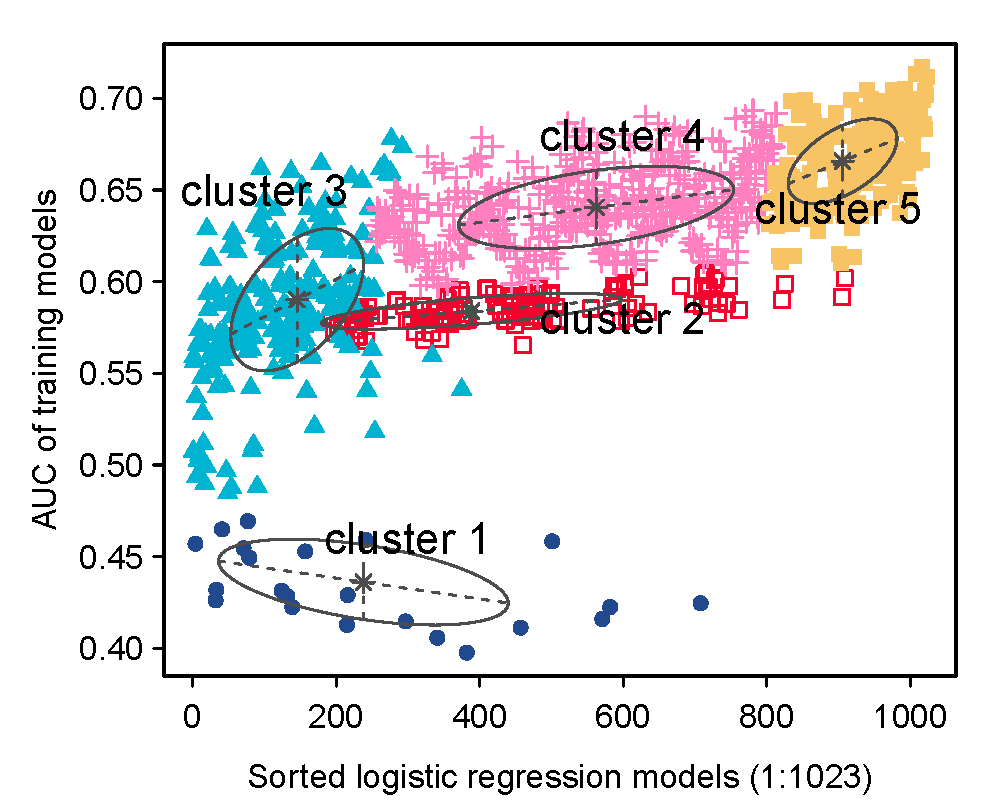 0.70
0.65
0.60
0.55
0.50
0.45
0.40
AUC of training models
cluster 4
cluster 3
cluster 5
cluster 2
cluster 1
0 200 400 600 800 1000
Sorted logistic regression models (1:1023)